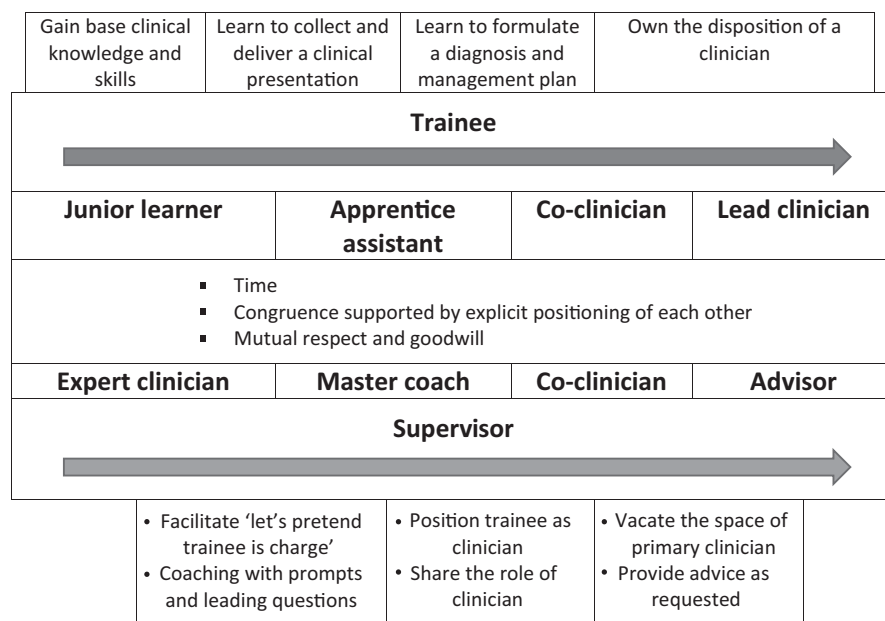 Gain base clinical
knowledge and
skills
Learn to collect and
deliver a clinical
presentation
Learn to formulate
a diagnosis and
management plan
Own the disposition of a
clinician
Trainee
Junior learner
Apprentice
assistant
Co-clinician
Lead clinician
▪ Time
▪ Congruence supported by explicit positioning of each other
▪ Mutual respect and goodwill
Expert clinician
Master coach
Co-clinician
Advisor
Supervisor
• Facilitate ‘let’s pretend
trainee is charge’
• Coaching with prompts
and leading questions
• Position trainee as
clinician
• Share the role of
clinician
• Vacate the space of
primary clinician
• Provide advice as
requested